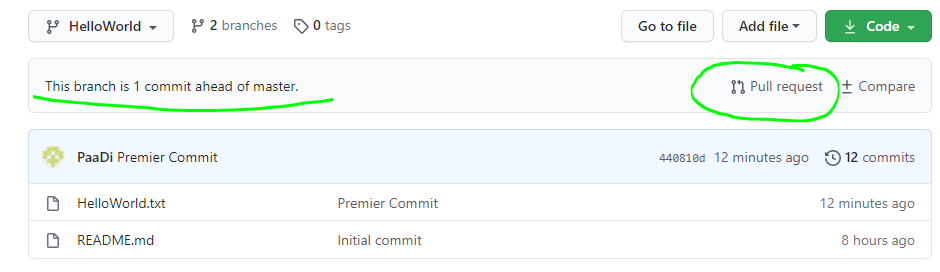 HelloWorld 2 branches 0 tags Go to file Add file Code
This branch is 1 commit ahead of master. Pull request Compare
PaaDi Premier Commit 440810d 12 minutes ago 12 commits
HelloWorld.txt Premier Commit 12 minutes ago
README.md Initial commit 8 hours ago